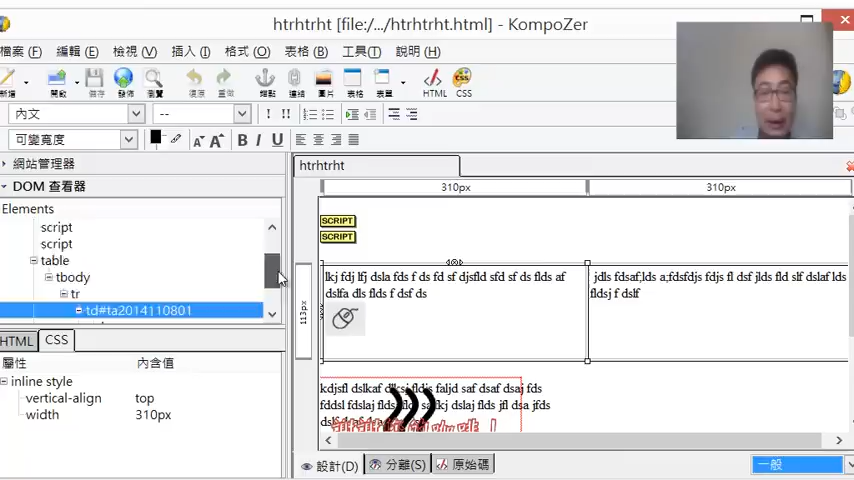 htrhtrht [file:/.../htrhtrht.html] - KompoZer
檔案 (F) 編輯 (E) 檢視 (V) 插入 (I) 格式 (O) 表格 (B) 工具(T) 說明 (H)
新增 開啟 儲存 發佈 瀏覽 復原 重做 錨點 連結 圖片 表格 表單 HTML CSS
內文 --
可變寬度 A A B I U
網站管理器
DOM 查看器
Elements
script
script
table
tbody
tr
td#ta2014110801
HTML CSS
屬性 內含值
inline style
vertical-align top
width 310px
htrhtrht
310px 310px
SCRIPT
SCRIPT
113px
lkj fdj lfj dsla fds f ds fd sf djsfld sfd sf ds flds af
dslfa dls flds f dsf ds
jdls fdsaf;lds a;fdsfdjs fdjs fl dsf jlds fld slf dslaf lds
fldsj f dslf
kdjsfl dslkaf dlksj fldjs faljd saf dsaf dsaj fds
fddsl fdslaj flds fldj safkj dslaj flds jfl dsa jfds
設計(D) 分離(S) 原始碼
一般